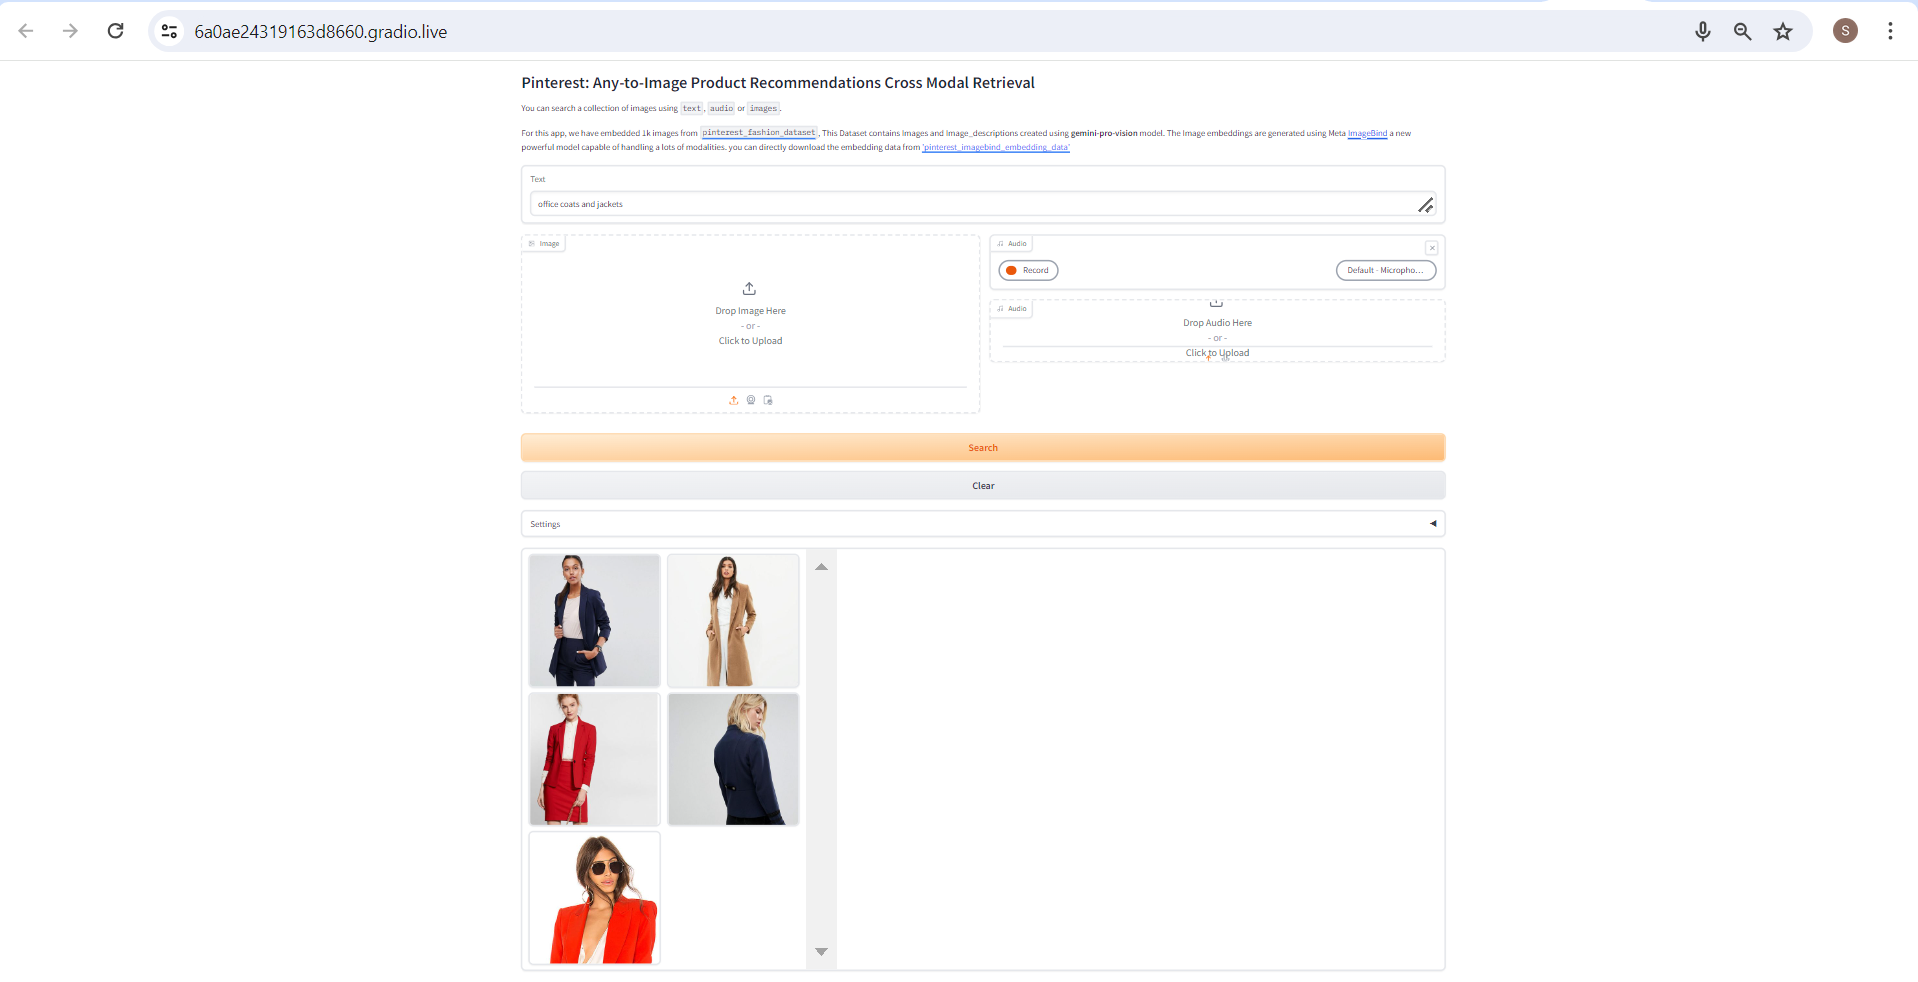 6a0ae24319163d8660.gradio.live
S
Pinterest: Any-to-Image Product Recommendations Cross Modal Retrieval
You can search a collection of images using text, audio or images.
For this app, we have embedded 1k images from pinterest_fashion_dataset, This Dataset contains Images and Image_descriptions created using gemini-pro-vision model. The Image embeddings are generated using Meta ImageBind a new
powerful model capable of handling a lots of modalities. you can directly download the embedding data from 'pinterest_imagebind_embedding_data'
Text
office coats and jackets
Image
Drop Image Here
- or -
Click to Upload
Audio
Record
Default - Micropho...
Audio
Drop Audio Here
- or -
Click to Upload
Search
Clear
Settings